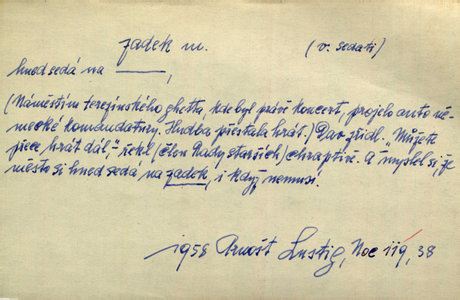 zadek m. (v. sedati)
hned sedá na ———,
(Náměstím terezínského ghetta, kde byl právě koncert, projelo auto ně-
mecké komandatury. Hudba přestala hrát.) Dav zřídl. „Můžete
přece hrát dál," řekl (člen Rady starších) chraptivě. A myslel si, že
město si hned sedá na zadek, i když nemusí.
1958 Arnošt Lustig, Noc 119, 38